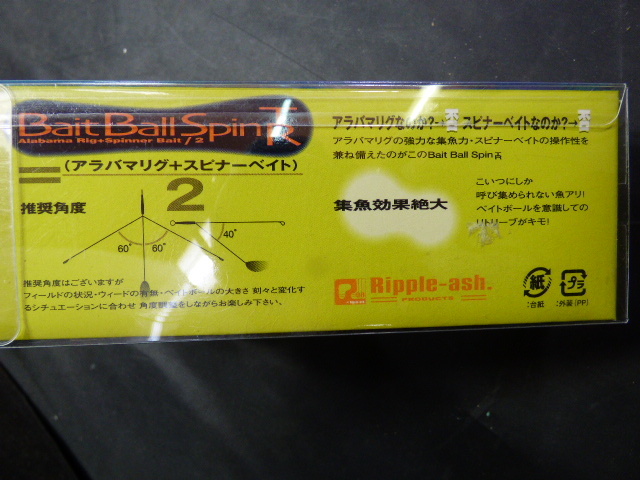 Bait Ball Spin
Alabama Rig+Spinner Bait /2
= (アラバマリグ+スピナーベイト)
2
推奨角度
60°
60°
40°
推奨角度はございますが
フィールドの状況・ウィードの有無・ベイトボールの大きさ 刻々と変化す
るシチュエーションに合わせ 角度調整をしながらお楽しみ下さい。
アラバマリグなのか?→否 スピナーベイトなのか?→否
アラバマリグの強力な集魚力・スピナーベイトの操作性を
兼ね備えたのがこのBait Ball Spin
集魚効果絶大
こいつにしか
呼び集められない魚アリ!
ベイトボールを意識しての
リトリーブがキモ!
Ripple-ash.
PRODUCTS
紙
:台紙
プラ
:外装(PP)